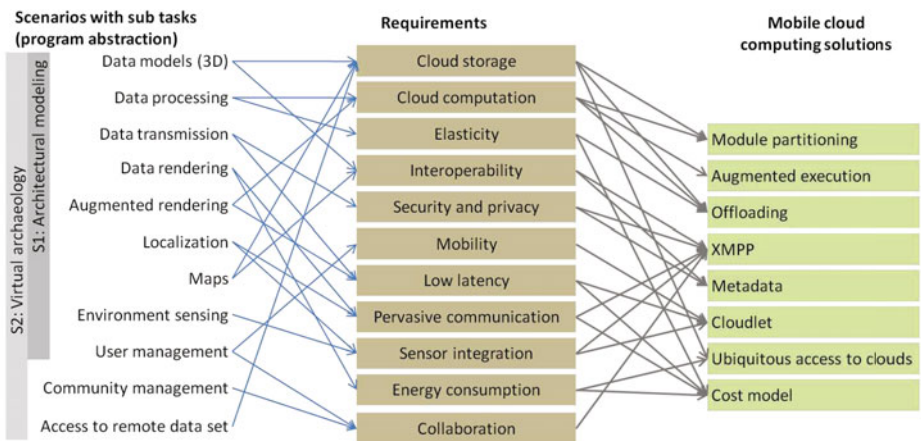 Scenarios with sub tasks
(program abstraction)
Requirements
Mobile cloud
computing solutions
S2: Virtual archaeology
S1: Architectural modeling
Data models (3D)
Data processing
Data transmission
Data rendering
Augmented rendering
Localization
Maps
Environment sensing
User management
Community management
Access to remote data set
Cloud storage
Cloud computation
Elasticity
Interoperability
Security and privacy
Mobility
Low latency
Pervasive communication
Sensor integration
Energy consumption
Collaboration
Module partitioning
Augmented execution
Offloading
XMPP
Metadata
Cloudlet
Ubiquitous access to clouds
Cost model